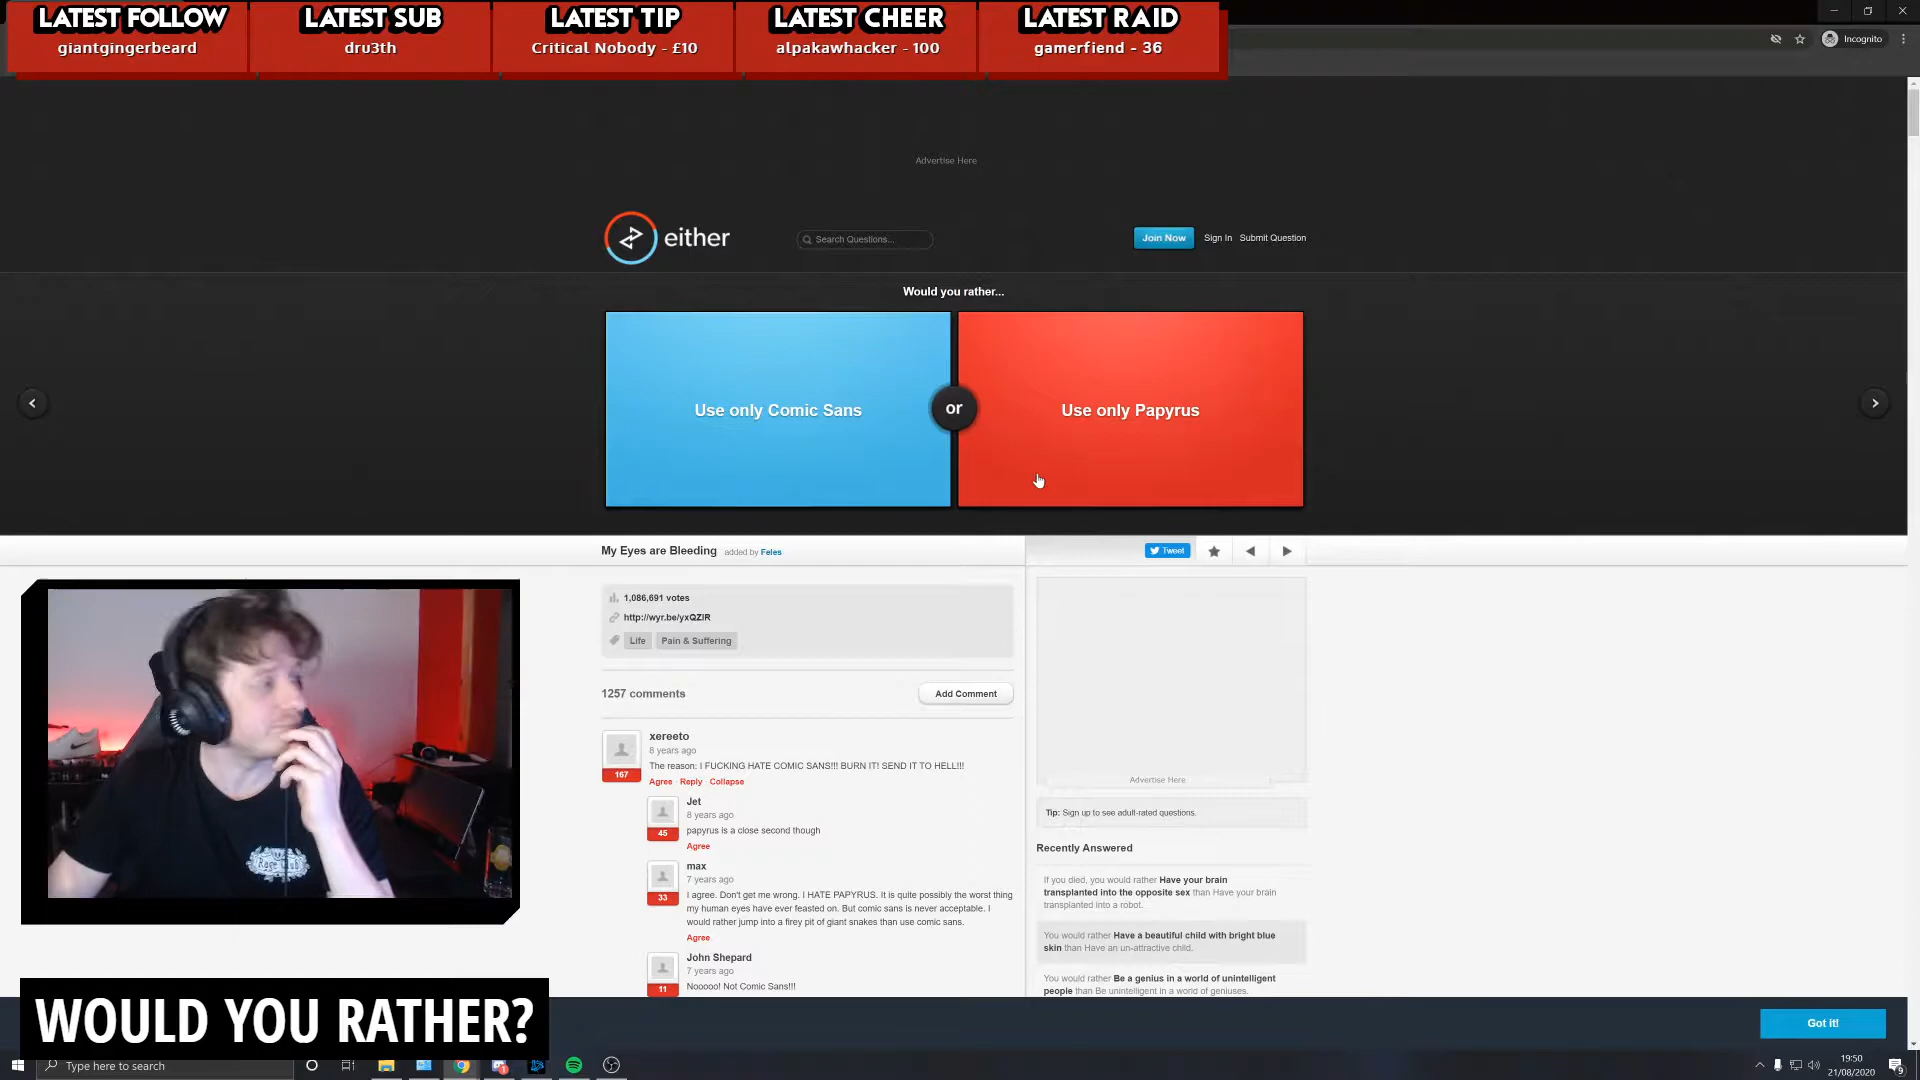 LATEST FOLLOW
giantgingerbeard
LATEST SUB
dru3th
LATEST TIP
Critical Nobody - £10
LATEST CHEER
alpakawhacker - 100
LATEST RAID
gamerfiend - 36
Incognito
Advertise Here
either
Search Questions...
Join Now
Sign In
Submit Question
Would you rather...
Use only Comic Sans
or
Use only Papyrus
My Eyes are Bleeding
added by Feles
Tweet
1,086,691 votes
http://wyr.be/yxQZlR
Life
Pain & Suffering
1257 comments
Add Comment
xereeto
8 years ago
The reason: I FUCKING HATE COMIC SANS!!! BURN IT! SEND IT TO HELL!!!
167
Agree · Reply · Collapse
Jet
8 years ago
papyrus is a close second though
45
Agree
max
7 years ago
I agree. Don't get me wrong. I HATE PAPYRUS. It is quite possibly the worst thing
33
my human eyes have ever feasted on. But comic sans is never acceptable. I
would rather jump into a firey pit of giant snakes than use comic sans.
Agree
John Shepard
7 years ago
Nooooo! Not Comic Sans!!!
11
Advertise Here
Tip: Sign up to see adult-rated questions.
Recently Answered
If you died, you would rather Have your brain
transplanted into the opposite sex than Have your brain
transplanted into a robot.
You would rather Have a beautiful child with bright blue
skin than Have an un-attractive child.
You would rather Be a genius in a world of unintelligent
people than Be unintelligent in a world of geniuses.
WOULD YOU RATHER?
Got it!
Type here to search
19:50
21/08/2020